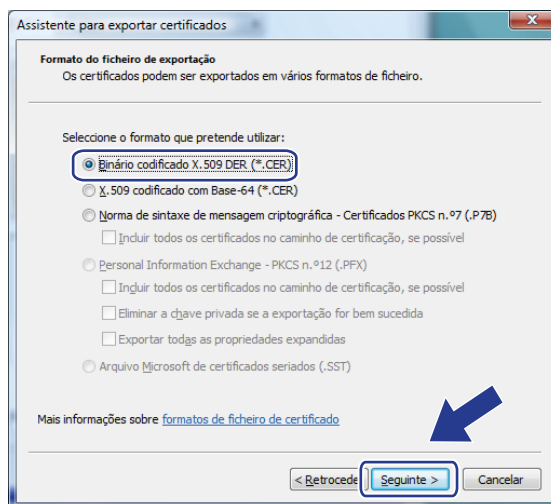 Assistente para exportar certificados
Formato do ficheiro de exportação
Os certificados podem ser exportados em vários formatos de ficheiro.
Seleccione o formato que pretende utilizar:
Binário codificado X.509 DER (*.CER)
X.509 codificado com Base-64 (*.CER)
Norma de sintaxe de mensagem criptográfica - Certificados PKCS n.º7 (.P7B)
Incluir todos os certificados no caminho de certificação, se possível
Personal Information Exchange - PKCS n.º12 (.PFX)
Incluir todos os certificados no caminho de certificação, se possível
Eliminar a chave privada se a exportação for bem sucedida
Exportar todas as propriedades expandidas
Arquivo Microsoft de certificados seriados (.SST)
Mais informações sobre formatos de ficheiro de certificado
< Retrocede Seguinte > Cancelar